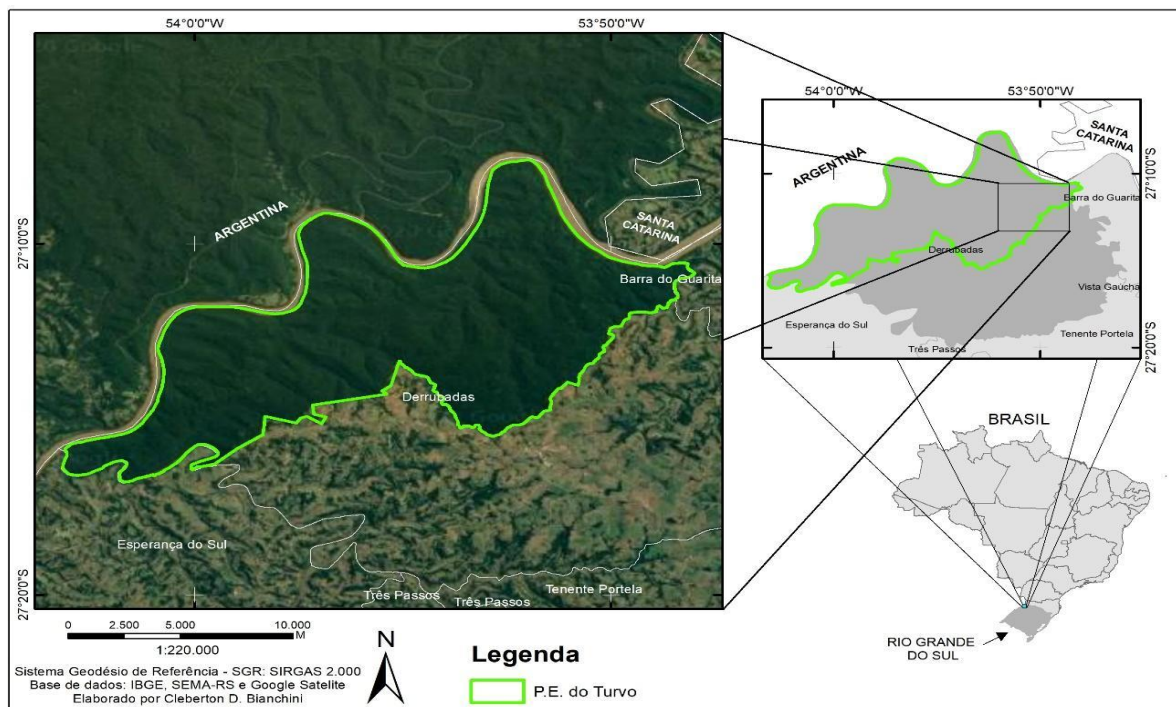 54°0'0"W
53°50'0"W
27°10'0"S
27°20'0"S
ARGENTINA
SANTA
CATARINA
Barra do Guarita
Derrubadas
Esperança do Sul
Três Passos
Três Passos
Tenente Portela
54°0'0"W
53°50'0"W
27°10'0"S
27°20'0"S
ARGENTINA
SANTA
CATARINA
Barra do Guarita
Derrubadas
Vista Gaúcha
Esperança do Sul
Três Passos
Tenente Portela
BRASIL
RIO GRANDE
DO SUL
0 2.500 5.000 10.000
M
1:220.000
Sistema Geodésio de Referência - SGR: SIRGAS 2.000
Base de dados: IBGE, SEMA-RS e Google Satelite
Elaborado por Cleberton D. Bianchini
N
Legenda
P.E. do Turvo